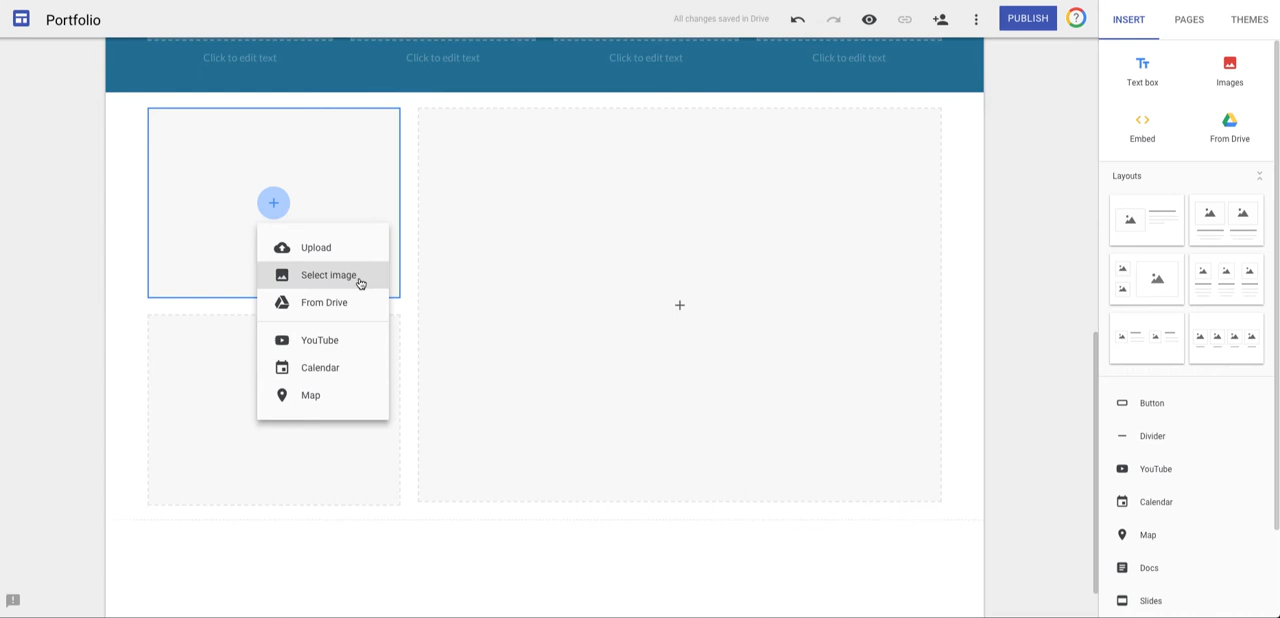 Portfolio
All changes saved in Drive
PUBLISH
INSERT PAGES THEMES
Click to edit text Click to edit text Click to edit text Click to edit text
Upload
Select image
From Drive
YouTube
Calendar
Map
Text box Images
Embed From Drive
Layouts
Button
Divider
YouTube
Calendar
Map
Docs
Slides